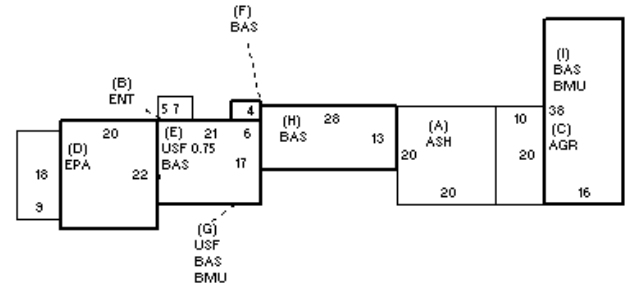 (F)
BAS
(B)
ENT
5 7
4
(D)
EPA
20
22
18
9
(E)
21
6
USF 0.75
BAS
17
(G)
USF
BAS
BMU
(H)
BAS
28
13
(A)
ASH
20
20
10
20
(I)
BAS
BMU
38
(C)
AGR
16